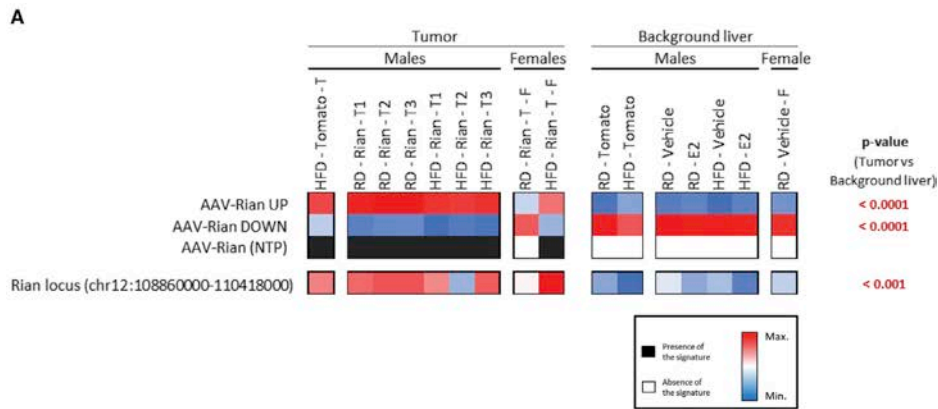 A
Tumor
Background liver
Males
Females
Males
Female
HFD - Tomato - T
RD - Rian - T1
RD - Rian - T2
RD - Rian - T3
HFD - Rian - T1
HFD - Rian - T2
HFD - Rian - T3
RD - Rian - T - F
HFD - Rian - T - F
RD - Tomato
HFD - Tomato
RD - Vehicle
RD - E2
HFD - Vehicle
HFD - E2
RD - Vehicle - F
p-value
(Tumor vs
Background liver)
AAV-Rian UP
< 0.0001
AAV-Rian DOWN
< 0.0001
AAV-Rian (NTP)
Rian locus (chr12:108860000-110418000)
< 0.001
Presence of
the signature
Absence of
the signature
Max.
Min.